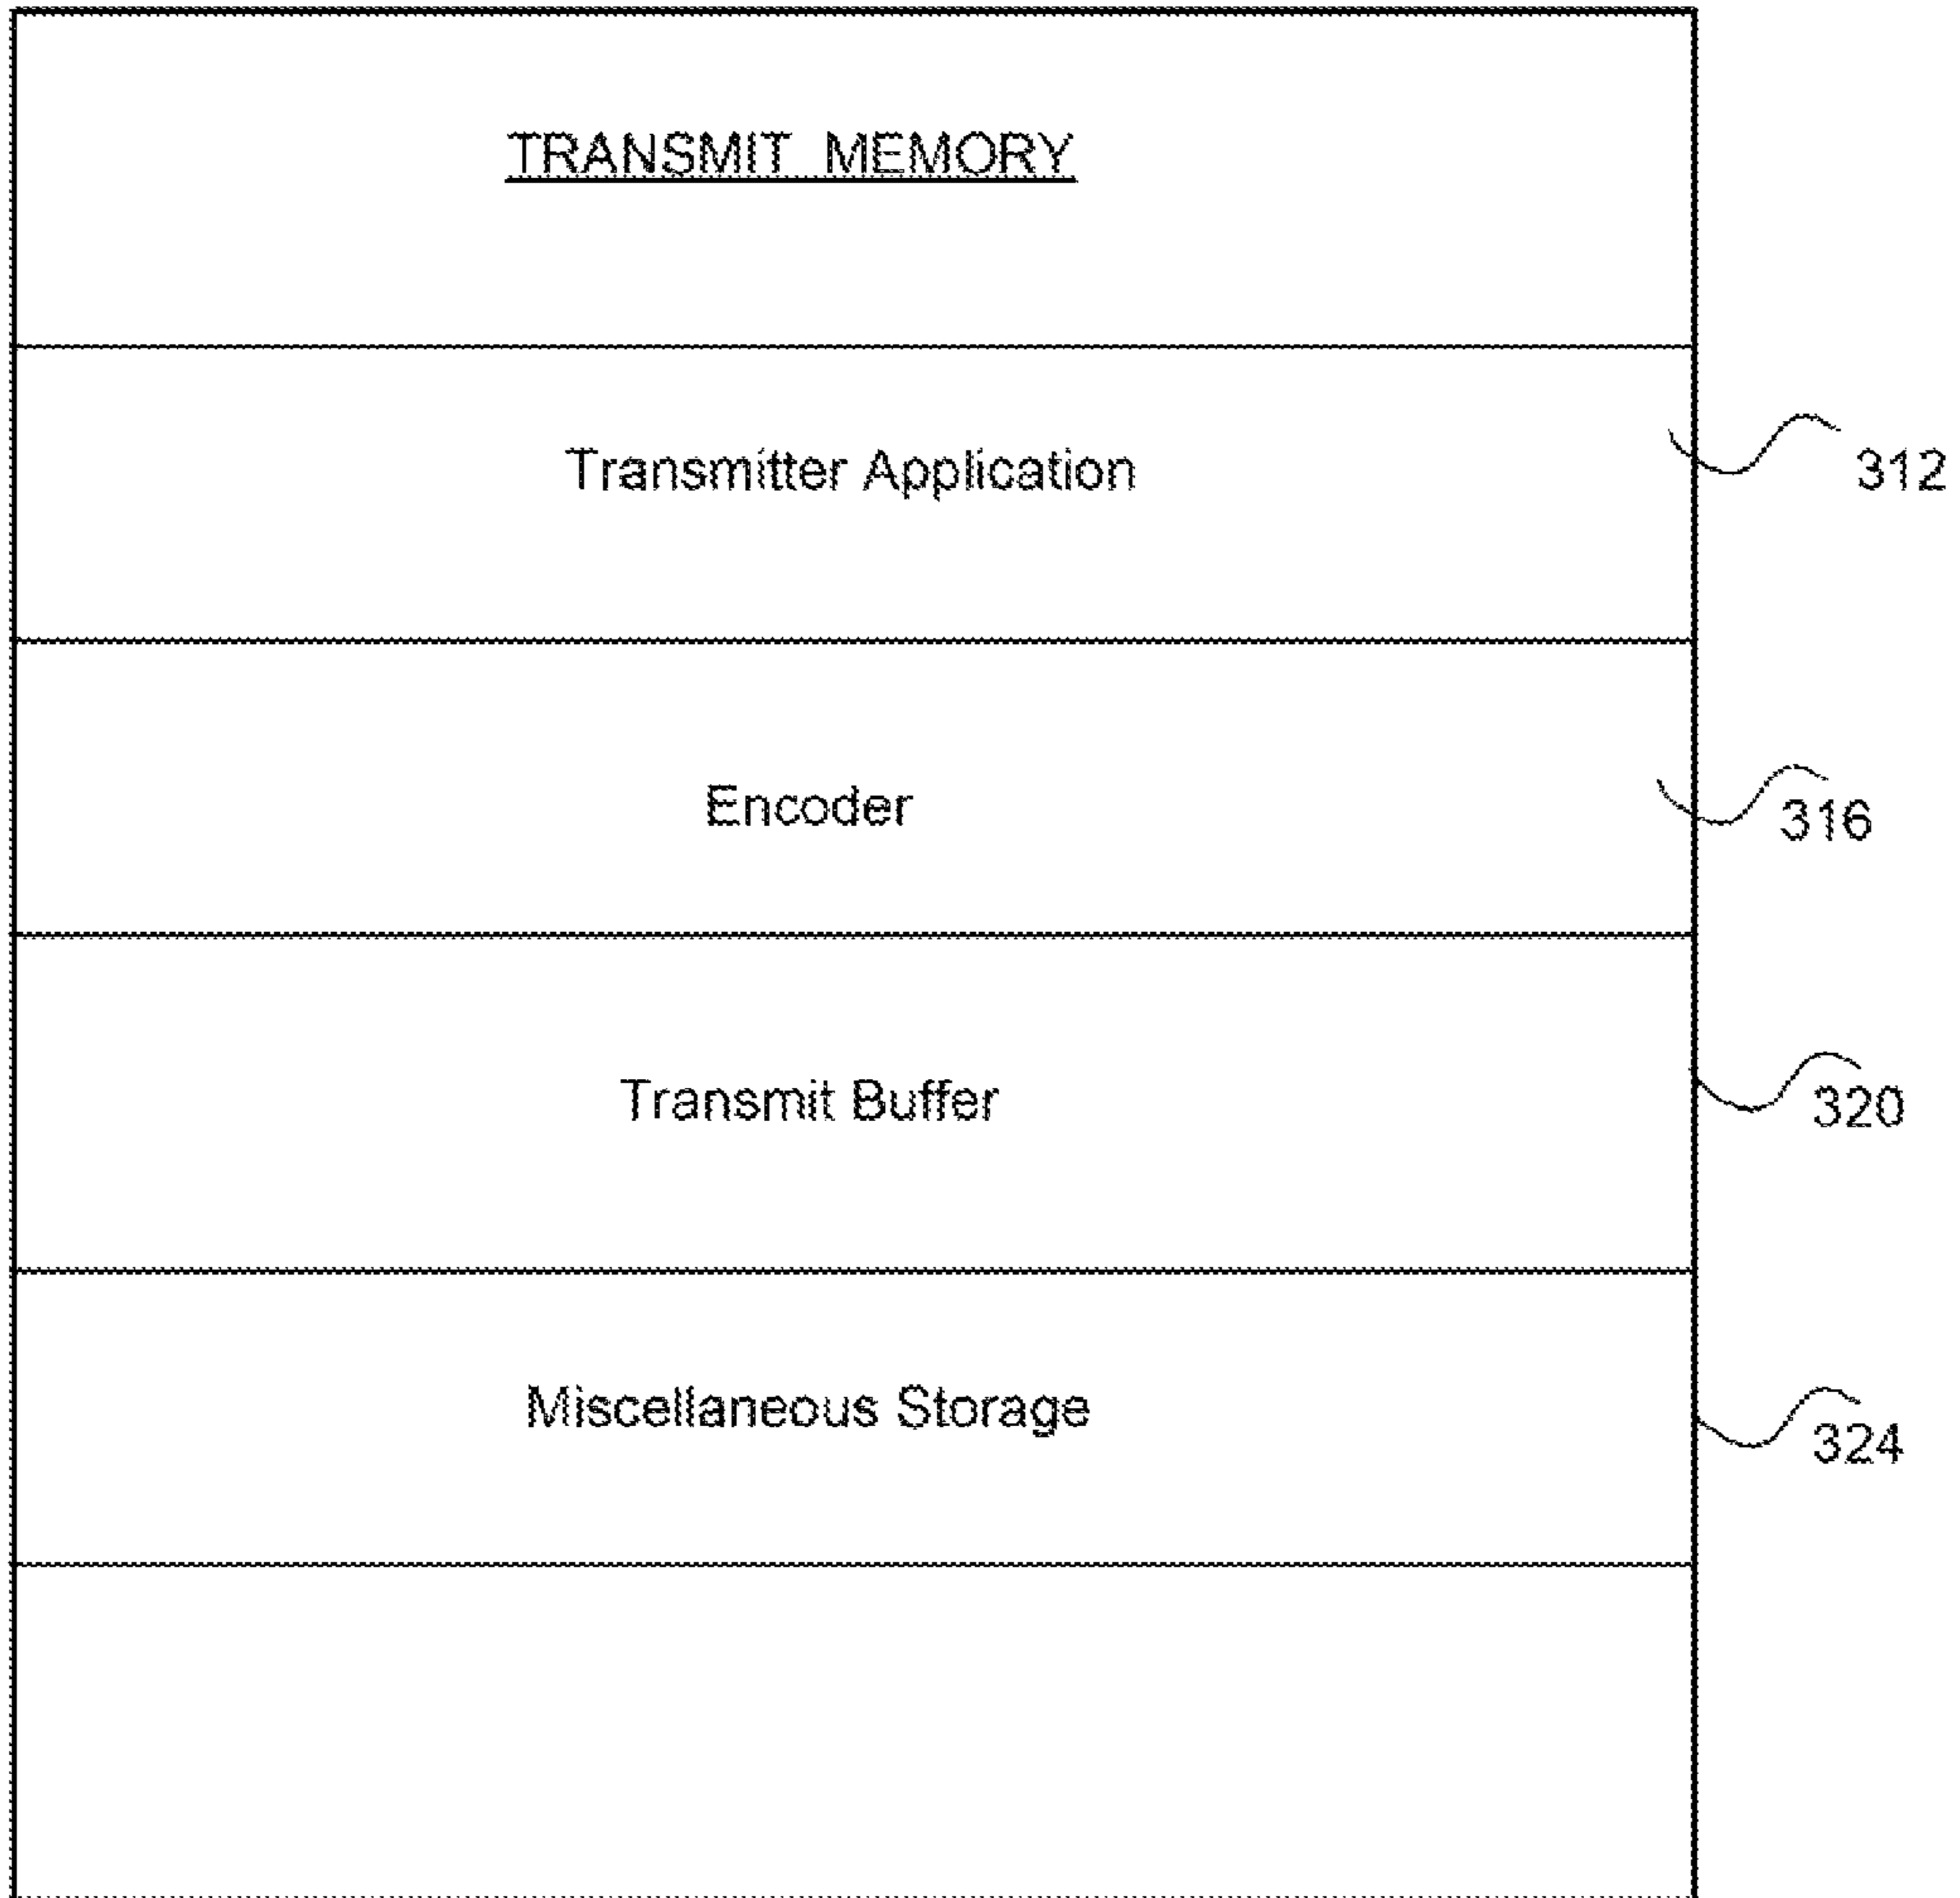 TRANSMIT MEMORY
Transmitter Application
312
Encoder
316
Transmit Buffer
320
Miscellaneous Storage
324